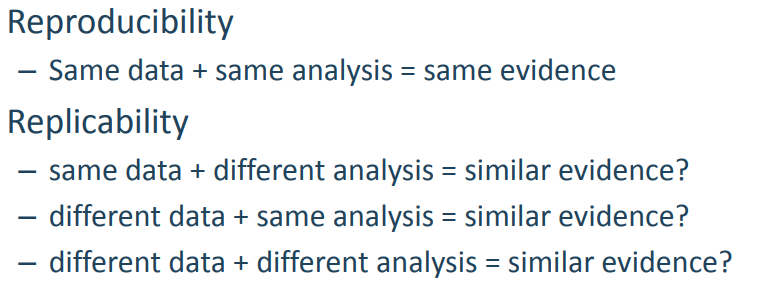 Reproducibility
– Same data + same analysis = same evidence
Replicability
– same data + different analysis = similar evidence?
– different data + same analysis = similar evidence?
– different data + different analysis = similar evidence?